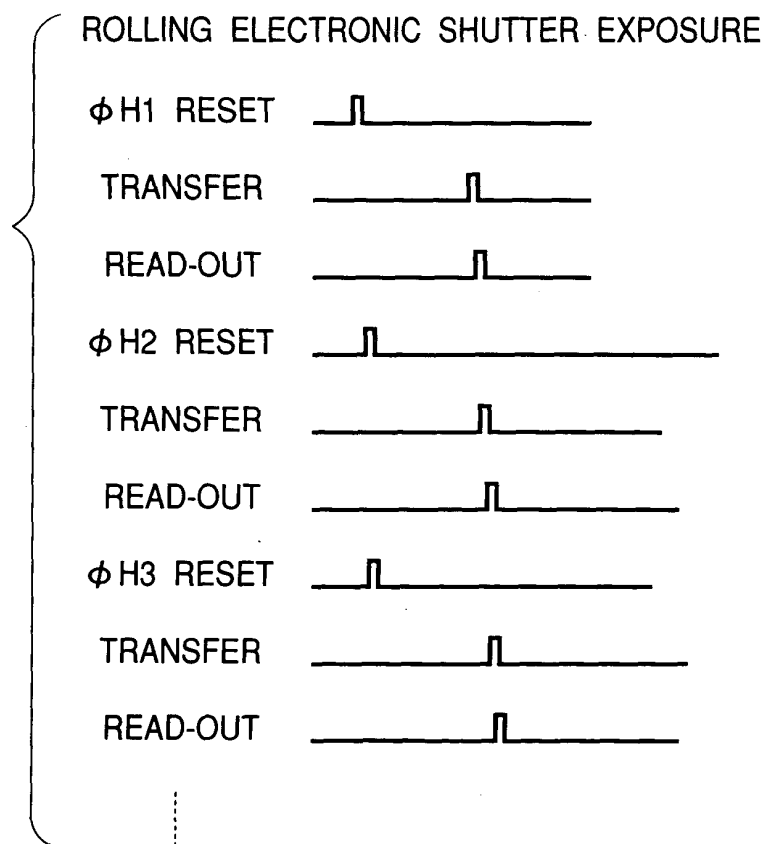 ROLLING ELECTRONIC SHUTTER EXPOSURE
ϕH1 RESET
TRANSFER
READ-OUT
ϕH2 RESET
TRANSFER
READ-OUT
ϕH3 RESET
TRANSFER
READ-OUT